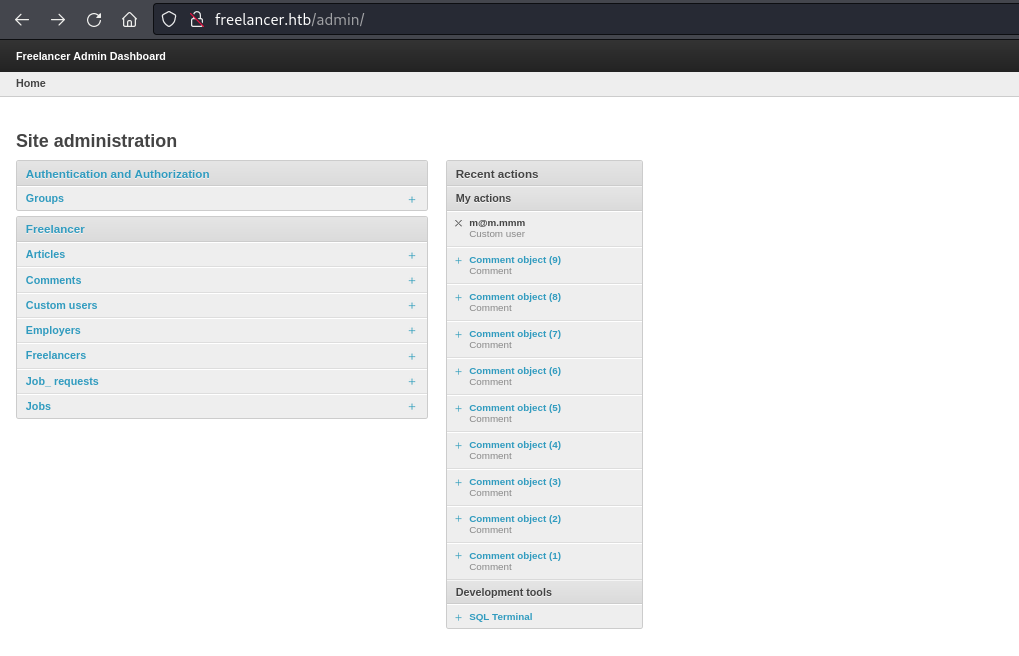 freelancer.htb/admin/
Freelancer Admin Dashboard
Home
Site administration
Authentication and Authorization
Groups
Freelancer
Articles
Comments
Custom users
Employers
Freelancers
Job_ requests
Jobs
Recent actions
My actions
m@m.mmm
Custom user
Comment object (9)
Comment
Comment object (8)
Comment
Comment object (7)
Comment
Comment object (6)
Comment
Comment object (5)
Comment
Comment object (4)
Comment
Comment object (3)
Comment
Comment object (2)
Comment
Comment object (1)
Comment
Development tools
SQL Terminal